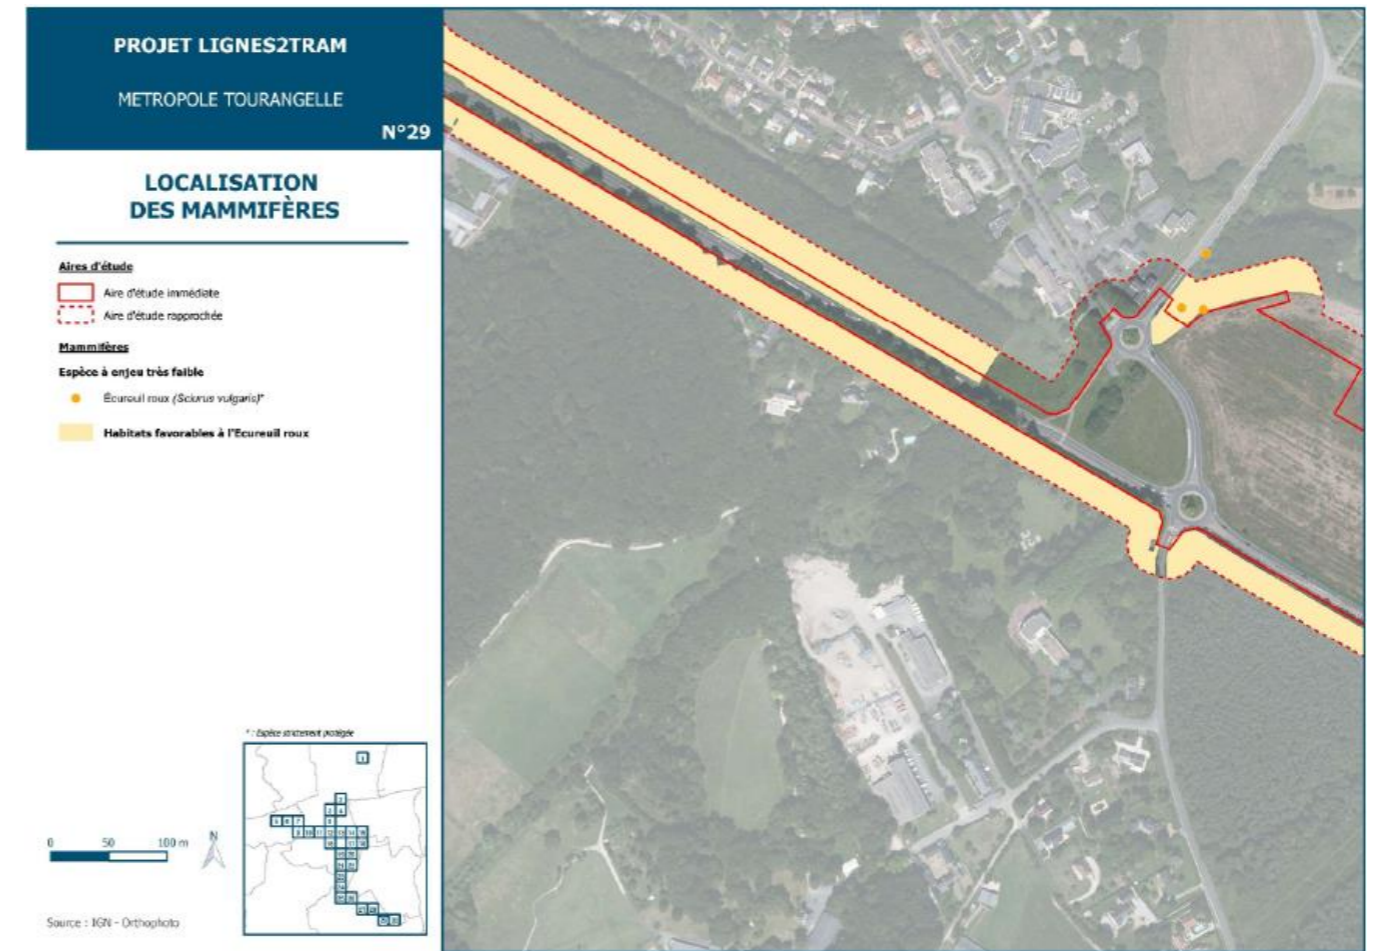 PROJET LIGNES2TRAM
METROPOLE TOURANGELLE
N°29
LOCALISATION
DES MAMMIFÈRES
Aires d'étude
Aire d'étude immédiate
Aire d'étude rapprochée
Mammifères
Espèce à enjeu très faible
Écureuil roux (Sciurus vulgaris)*
Habitats favorables à l'Ecureuil roux
* : Espèce strictement protégée
0 50 100 m
N
Source : IGN - Orthophoto